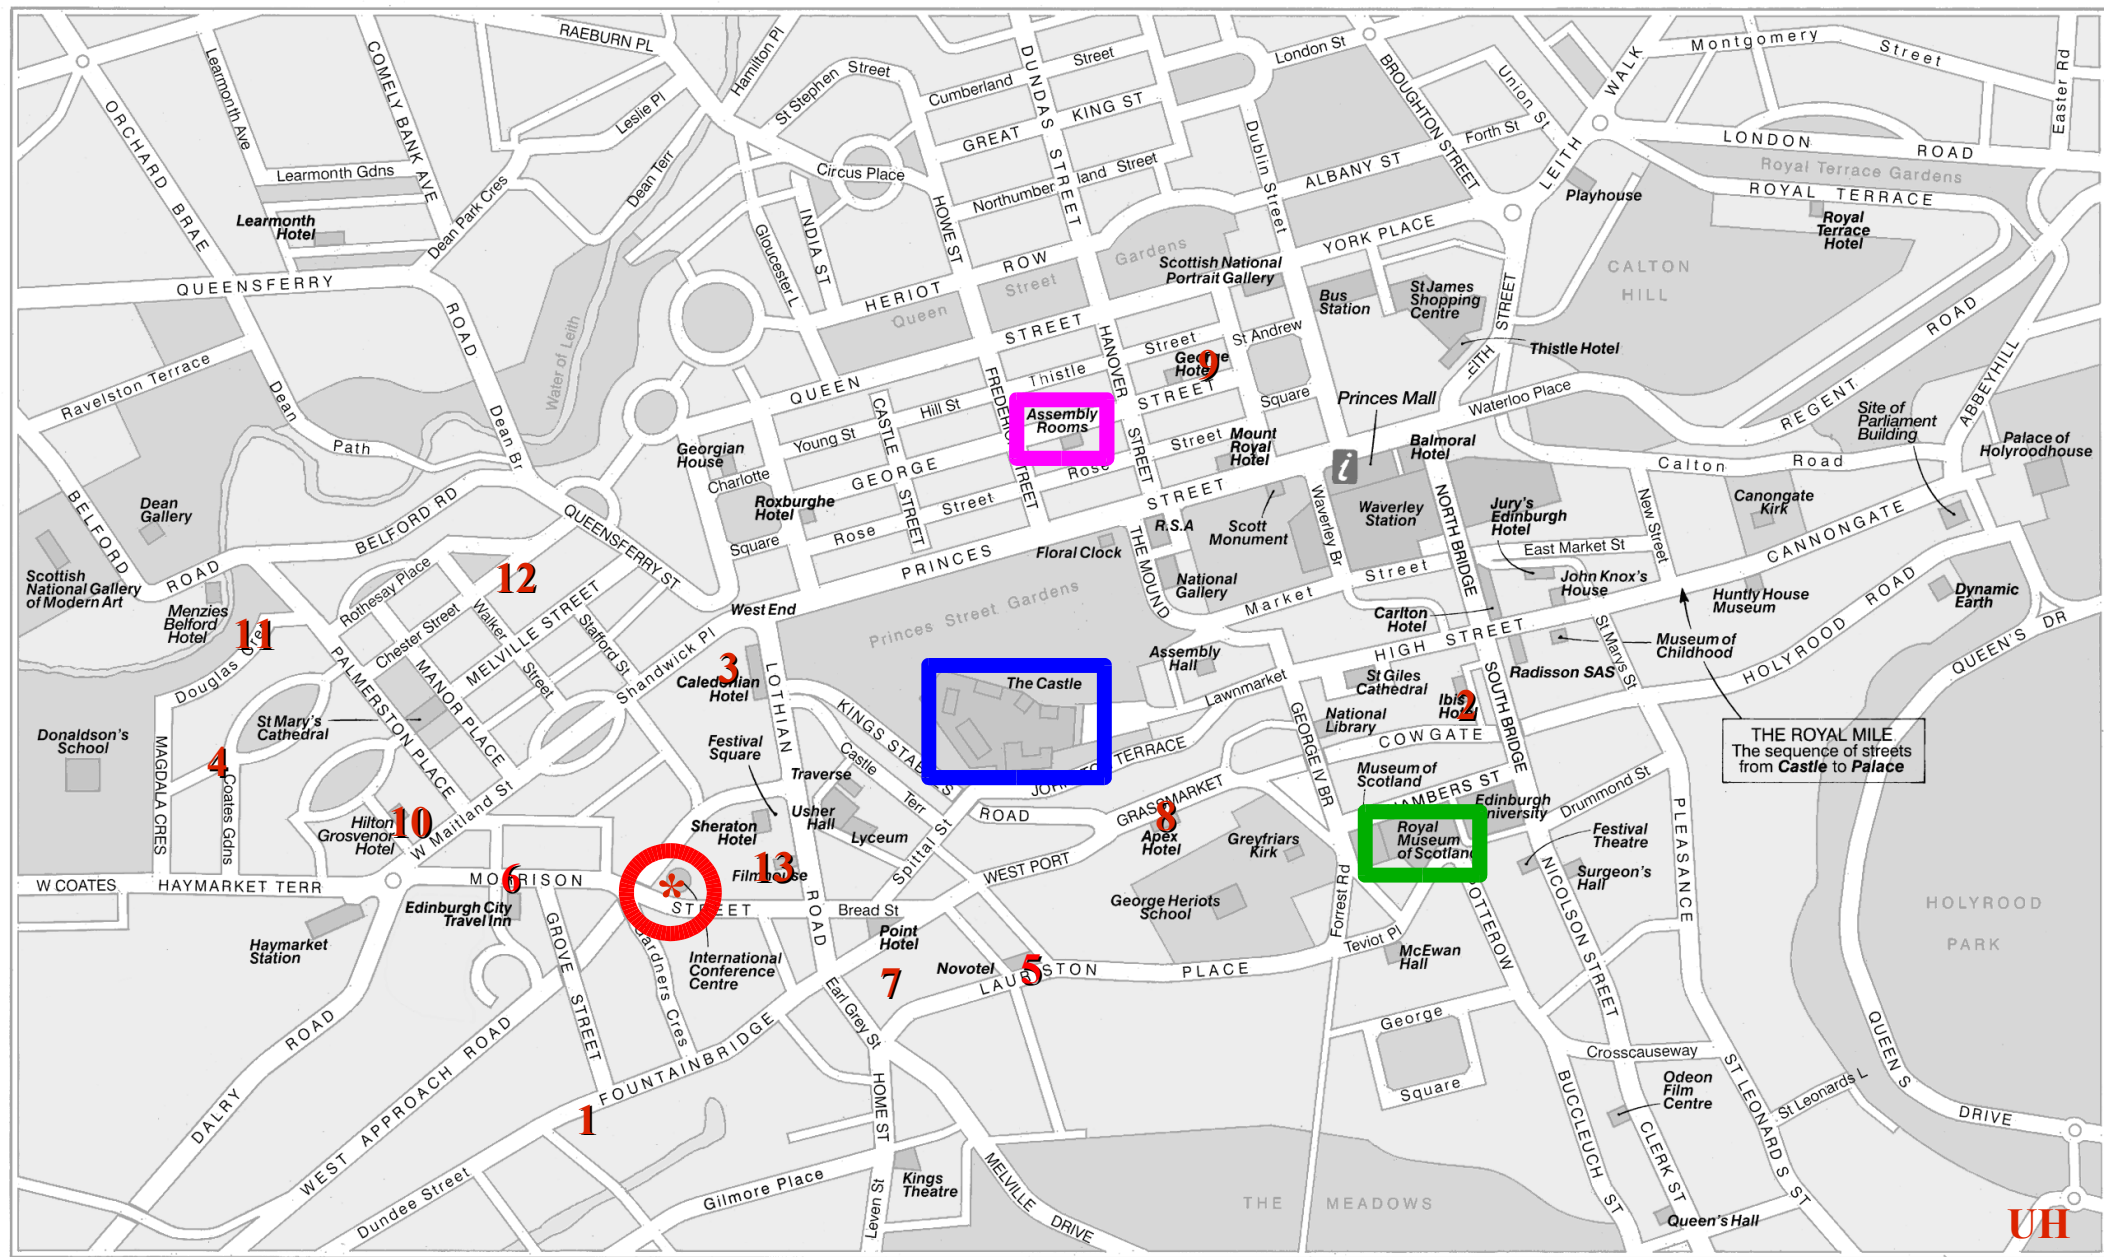 RAEBURN PL
Hamilton Pl
COMELY BANK AVE
Learmonth Ave
ORCHARD BRAE
Leslie Pl
St Stephen Street
Cumberland Street
DUNDAS STREET
GREAT KING ST
London St
BROUGHTON STREET
Union St
WALK
LEITH
Montgomery Street
Easter Rd
LONDON ROAD
Royal Terrace Gardens
ROYAL TERRACE
Royal
Terrace
Hotel
Playhouse
Forth St
ALBANY ST
Dublin Street
Northumberland Street
Circus Place
Dean Terr
Learmonth Gdns
Learmonth
Hotel
Dean Park Cres
HOWE ST
INDIA ST
Gloucester L
HERIOT ROW
Queen Street Gardens
Scottish National
Portrait Gallery
YORK PLACE
Bus
Station
St James
Shopping
Centre
CALTON
HILL
QUEENSFERRY ROAD
Water of Leith
QUEEN STREET
HANOVER STREET
Thistle Street
St Andrew Square
LEITH STREET
Thistle Hotel
REGENT ROAD
ABBEYHILL
Ravelston Terrace
Dean Path
Dean Br
George
Hotel
9
FREDERICK STREET
Assembly
Rooms
CASTLE STREET
Hill St
Young St
Georgian
House
Charlotte Square
GEORGE STREET
Rose Street
Rose Street
Roxburghe
Hotel
Mount
Royal
Hotel
Princes Mall
i
Waterloo Place
Balmoral
Hotel
Calton Road
Site of
Parliament
Building
Palace of
Holyroodhouse
BELFORD ROAD
BELFORD RD
Dean
Gallery
QUEENSFERRY ST
PRINCES STREET
R.S.A
Scott
Monument
Floral Clock
Waverley
Station
Waverley Br
NORTH BRIDGE
Jury's
Edinburgh
Hotel
New Street
Canongate
Kirk
CANNONGATE
East Market St
Scottish
National Gallery
of Modern Art
Menzies
Belford
Hotel
Rothesay Place
12
Chester Street
Walker Street
MELVILLE STREET
Stafford St
West End
Princes Street Gardens
THE MOUND
National
Gallery
Market Street
John Knox's
House
Huntly House
Museum
Dynamic
Earth
QUEEN'S DR
HOLYROOD ROAD
11
Douglas Cres
PALMERSTON PLACE
MANOR PLACE
Shandwick Pl
3
Caledonian
Hotel
LOTHIAN ROAD
The Castle
Assembly
Hall
Lawnmarket
HIGH STREET
Carlton
Hotel
St Marys St
Museum of
Childhood
Radisson SAS
St Giles
Cathedral
Ibis
Hotel
2
SOUTH BRIDGE
National
Library
COWGATE
GEORGE IV BR
THE ROYAL MILE
The sequence of streets
from Castle to Palace
St Mary's
Cathedral
Donaldson's
School
MAGDALA CRES
4
Coates Gdns
Festival
Square
KINGS STABLES ROAD
Castle Terr
Traverse
Usher
Hall
Lyceum
Spittal St
GRASSMARKET
8
Apex
Hotel
Greyfriars
Kirk
Museum of
Scotland
Royal
Museum
of Scotland
Edinburgh
University
Drummond St
Festival
Theatre
Surgeon's
Hall
PLEASANCE
Hilton
Grosvenor
Hotel
10
W Maitland St
Sheraton
Hotel
13
Filmhouse
WEST PORT
W COATES
HAYMARKET TERR
MORRISON STREET
6
Edinburgh City
Travel Inn
*
Bread St
Point
Hotel
7
George Heriots
School
Forrest Rd
Teviot Pl
McEwan
Hall
POTTERROW
NICOLSON STREET
HOLYROOD
PARK
Haymarket
Station
GROVE STREET
Gardners Cres
International
Conference
Centre
Novotel
5
LAURISTON PLACE
DALRY ROAD
WEST APPROACH ROAD
FOUNTAINBRIDGE
Earl Grey St
George Square
Crosscauseway
QUEENS DRIVE
1
HOME ST
BUCCLEUCH ST
Odeon
Film
Centre
CLERK ST
St Leonards L
ST LEONARD S ST
Dundee Street
Gilmore Place
Kings
Theatre
Leven St
MELVILLE DRIVE
THE MEADOWS
Queen's Hall
UH